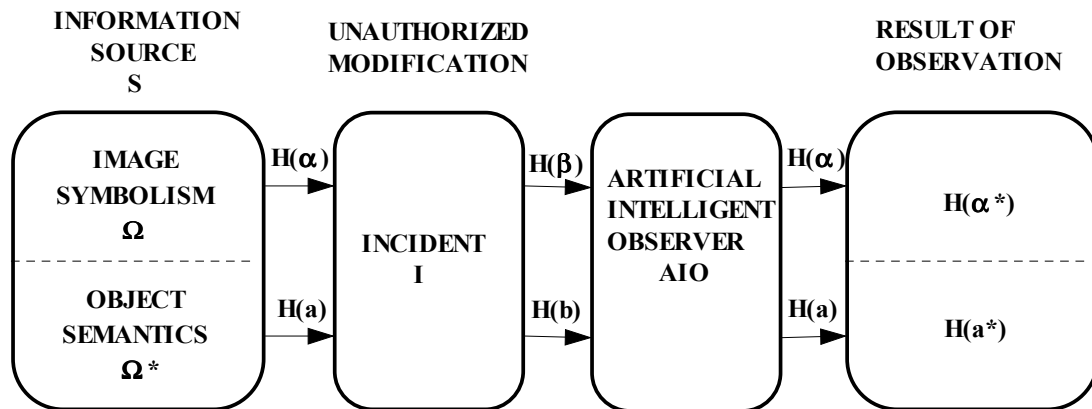 INFORMATION
SOURCE
S
UNAUTHORIZED
MODIFICATION
RESULT OF
OBSERVATION
IMAGE
SYMBOLISM
Ω
OBJECT
SEMANTICS
Ω*
H(α)
H(a)
INCIDENT
I
H(β)
H(b)
ARTIFICIAL
INTELLIGENT
OBSERVER
AIO
H(α)
H(a)
H(α*)
H(a*)